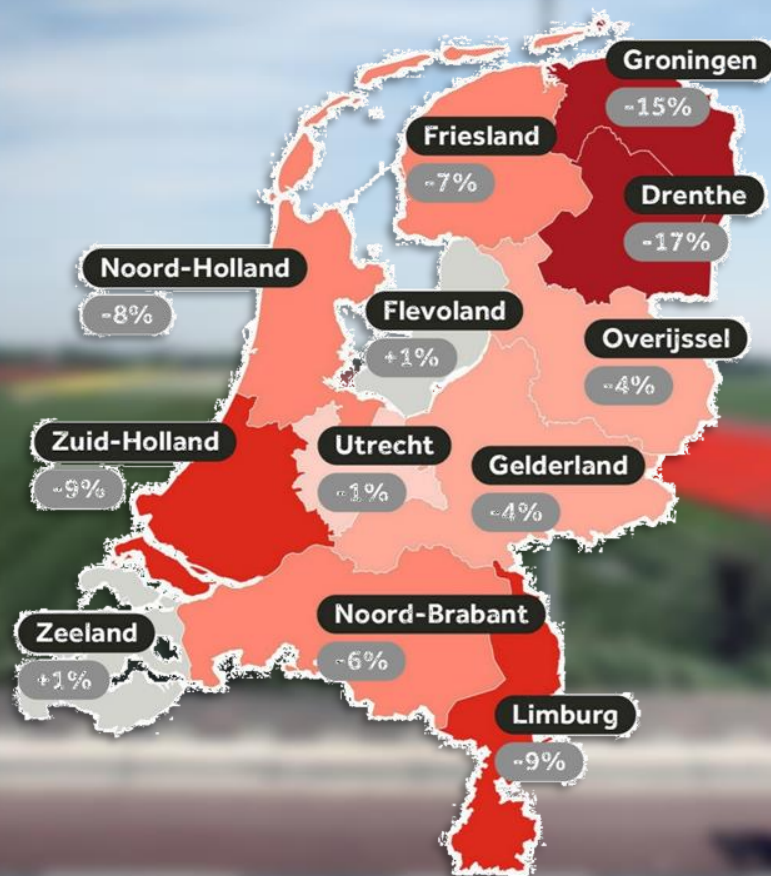 Groningen
-15%
Friesland
-7%
Drenthe
-17%
Noord-Holland
-8%
Flevoland
+1%
Overijssel
-4%
Zuid-Holland
-9%
Utrecht
-1%
Gelderland
-4%
Noord-Brabant
-6%
Zeeland
+1%
Limburg
-9%